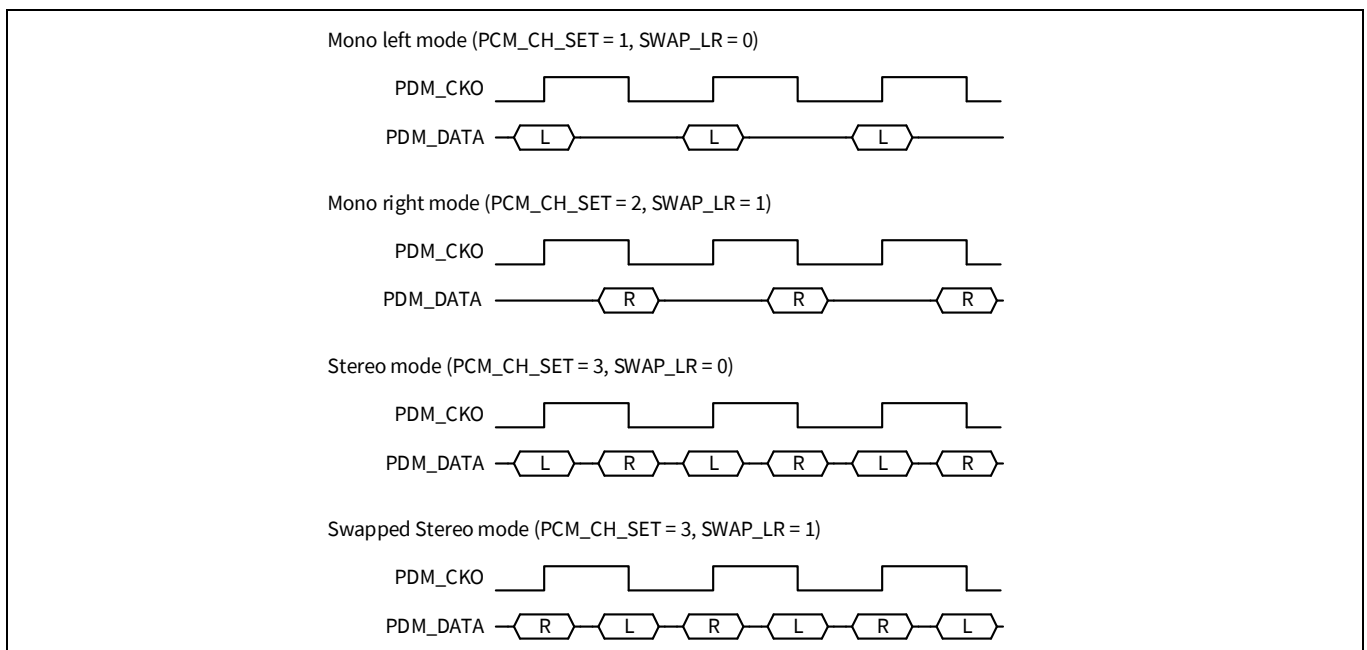 Mono left mode (PCM_CH_SET = 1, SWAP_LR = 0)
PDM_CKO
PDM_DATA L L L
Mono right mode (PCM_CH_SET = 2, SWAP_LR = 1)
PDM_CKO
PDM_DATA R R R
Stereo mode (PCM_CH_SET = 3, SWAP_LR = 0)
PDM_CKO
PDM_DATA L R L R L R
Swapped Stereo mode (PCM_CH_SET = 3, SWAP_LR = 1)
PDM_CKO
PDM_DATA R L R L R L